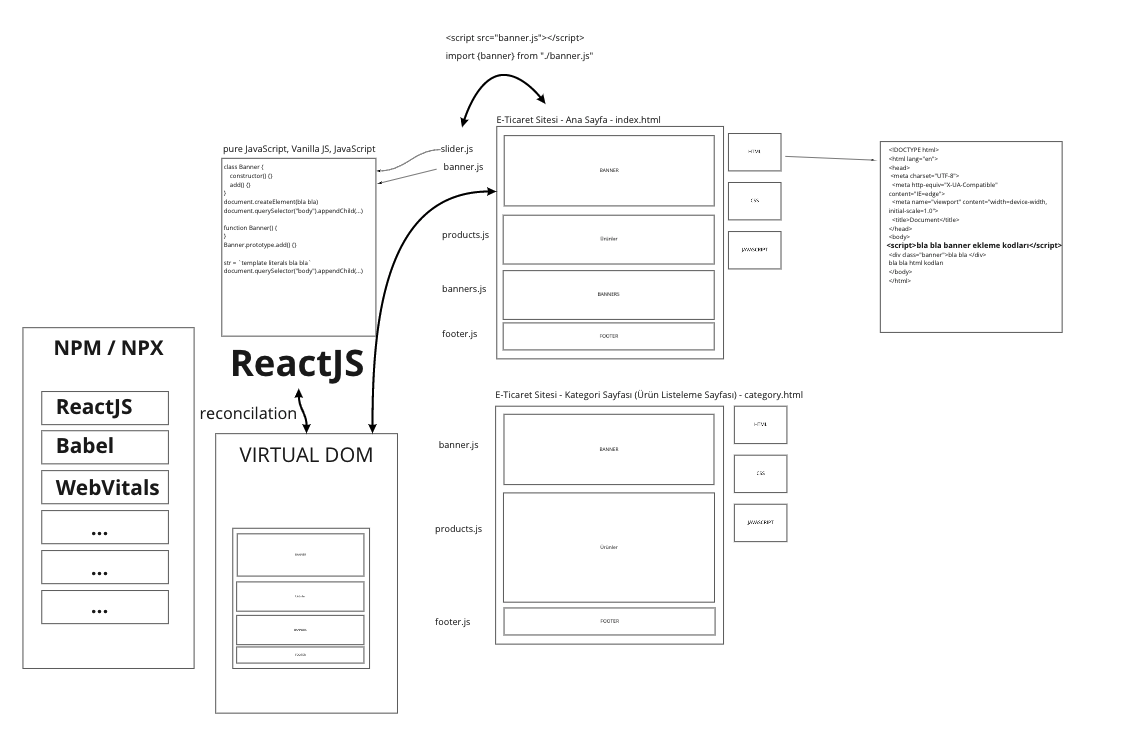 <script src="banner.js"></script>
import {banner} from "./banner.js"
E-Ticaret Sitesi - Ana Sayfa - index.html
pure JavaScript, Vanilla JS, JavaScript
class Banner {
constructor() {}
add() {}
}
document.createElement(bla bla)
document.querySelector("body").appendChild(...)
function Banner() {
}
Banner.prototype.add() {}
str = `template literals bla bla`
document.querySelector("body").appendChild(...)
slider.js
banner.js
products.js
banners.js
footer.js
BANNER
Ürünler
BANNERS
FOOTER
HTML
CSS
JAVASCRIPT
<!DOCTYPE html>
<html lang="en">
<head>
<meta charset="UTF-8">
<meta http-equiv="X-UA-Compatible"
content="IE=edge">
<meta name="viewport" content="width=device-width,
initial-scale=1.0">
<title>Document</title>
</head>
<body>
<script>bla bla banner ekleme kodları</script>
<div class="banner">bla bla </div>
bla bla html kodları
</body>
</html>
NPM / NPX
ReactJS
Babel
WebVitals
...
...
...
ReactJS
reconcilation
VIRTUAL DOM
BANNER
Ürünler
BANNERS
FOOTER
E-Ticaret Sitesi - Kategori Sayfası (Ürün Listeleme Sayfası) - category.html
banner.js
products.js
footer.js
BANNER
Ürünler
FOOTER
HTML
CSS
JAVASCRIPT